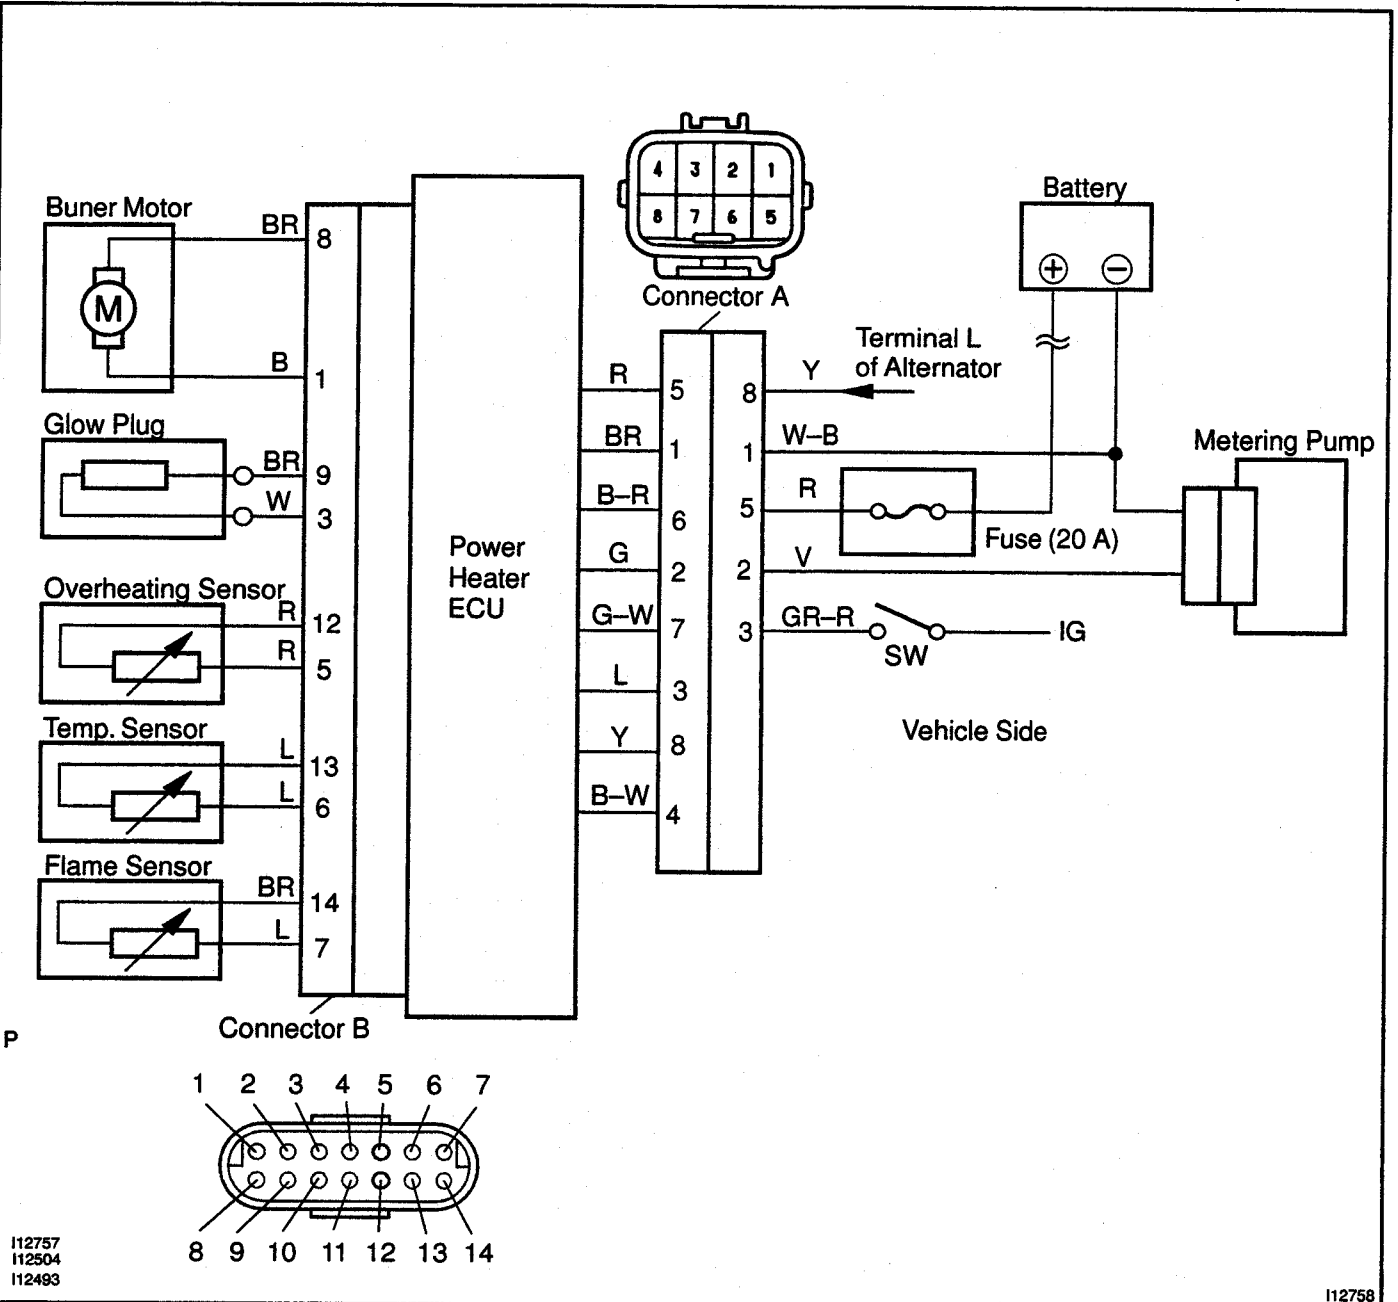 4 3 2 1
8 7 6 5
Connector A
Battery
+ −
Buner Motor
BR 8
M
B 1
Glow Plug
BR 9
W 3
Overheating Sensor
R 12
R 5
Temp. Sensor
L 13
L 6
Flame Sensor
BR 14
L 7
Connector B
Power
Heater
ECU
R 5
BR 1
B–R 6
G 2
G–W 7
L 3
Y 8
B–W 4
8 Y
Terminal L
of Alternator
1 W–B
5 R
Fuse (20 A)
2 V
3 GR–R
SW
IG
Metering Pump
Vehicle Side
P
1 2 3 4 5 6 7
8 9 10 11 12 13 14
I12757
I12504
I12493
I12758